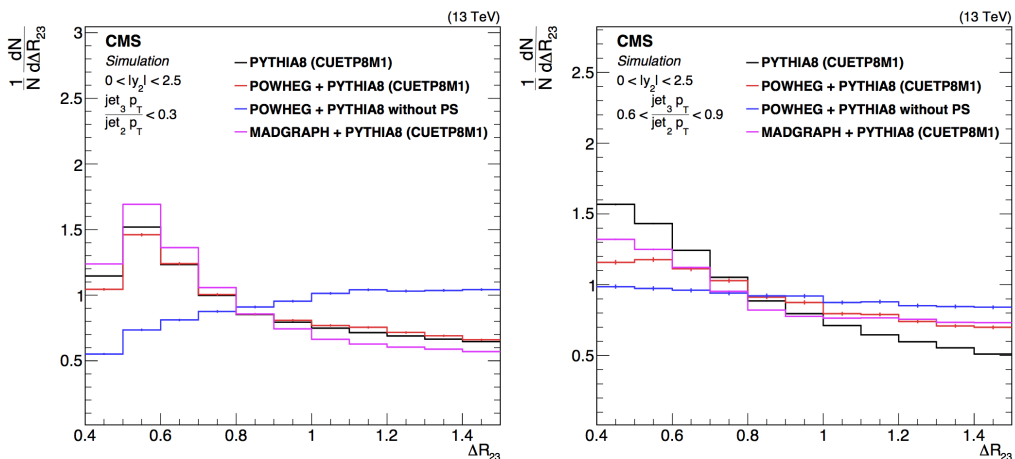 (13 TeV)
1/N dN/dΔR₂₃
CMS
Simulation
0 < |y₂| < 2.5
jet₃ p_T / jet₂ p_T < 0.3
PYTHIA8 (CUETP8M1)
POWHEG + PYTHIA8 (CUETP8M1)
POWHEG + PYTHIA8 without PS
MADGRAPH + PYTHIA8 (CUETP8M1)
3
2.5
2
1.5
1
0.5
0.4 0.6 0.8 1 1.2 1.4
ΔR₂₃
(13 TeV)
1/N dN/dΔR₂₃
CMS
Simulation
0 < |y₂| < 2.5
0.6 < jet₃ p_T / jet₂ p_T < 0.9
PYTHIA8 (CUETP8M1)
POWHEG + PYTHIA8 (CUETP8M1)
POWHEG + PYTHIA8 without PS
MADGRAPH + PYTHIA8 (CUETP8M1)
2.5
2
1.5
1
0.5
0.4 0.6 0.8 1 1.2 1.4
ΔR₂₃